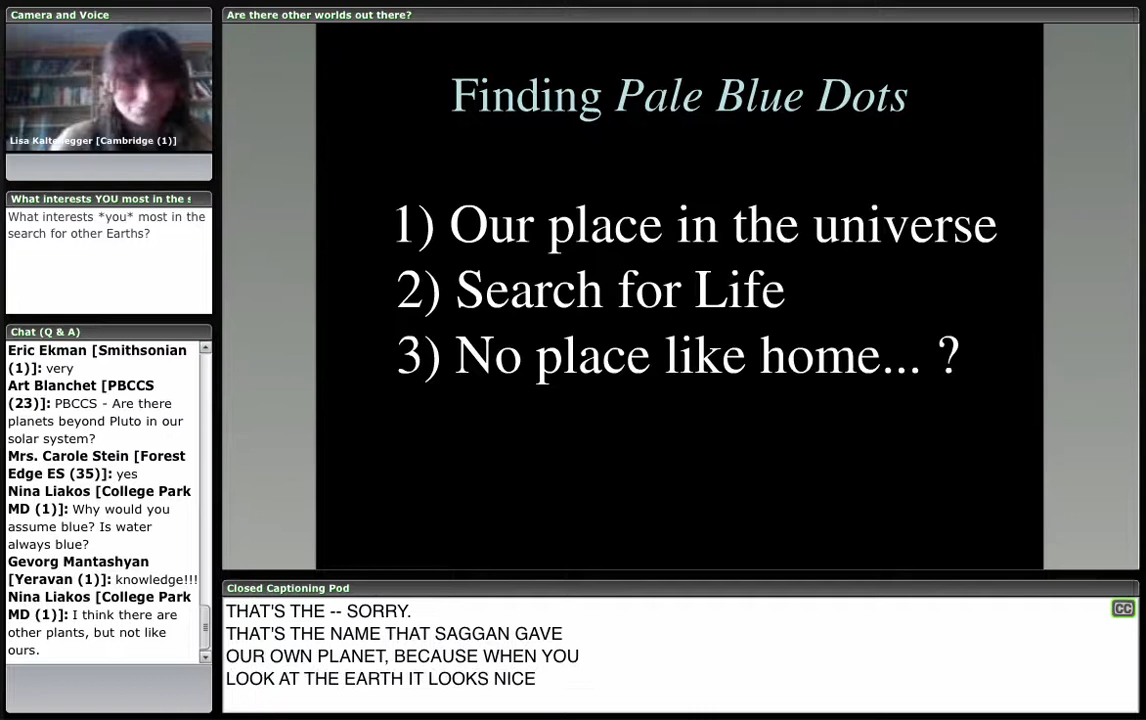 Camera and Voice
Lisa Kaltenegger [Cambridge (1)]
What interests YOU most in the s
What interests *you* most in the
search for other Earths?
Chat (Q & A)
Eric Ekman [Smithsonian
(1)]: very
Art Blanchet [PBCCS
(23)]: PBCCS - Are there
planets beyond Pluto in our
solar system?
Mrs. Carole Stein [Forest
Edge ES (35)]: yes
Nina Liakos [College Park
MD (1)]: Why would you
assume blue? Is water
always blue?
Gevorg Mantashyan
[Yeravan (1)]: knowledge!!!
Nina Liakos [College Park
MD (1)]: I think there are
other plants, but not like
ours.
Are there other worlds out there?
Finding Pale Blue Dots
1) Our place in the universe
2) Search for Life
3) No place like home... ?
Closed Captioning Pod
THAT'S THE -- SORRY.
THAT'S THE NAME THAT SAGGAN GAVE
OUR OWN PLANET, BECAUSE WHEN YOU
LOOK AT THE EARTH IT LOOKS NICE
CC